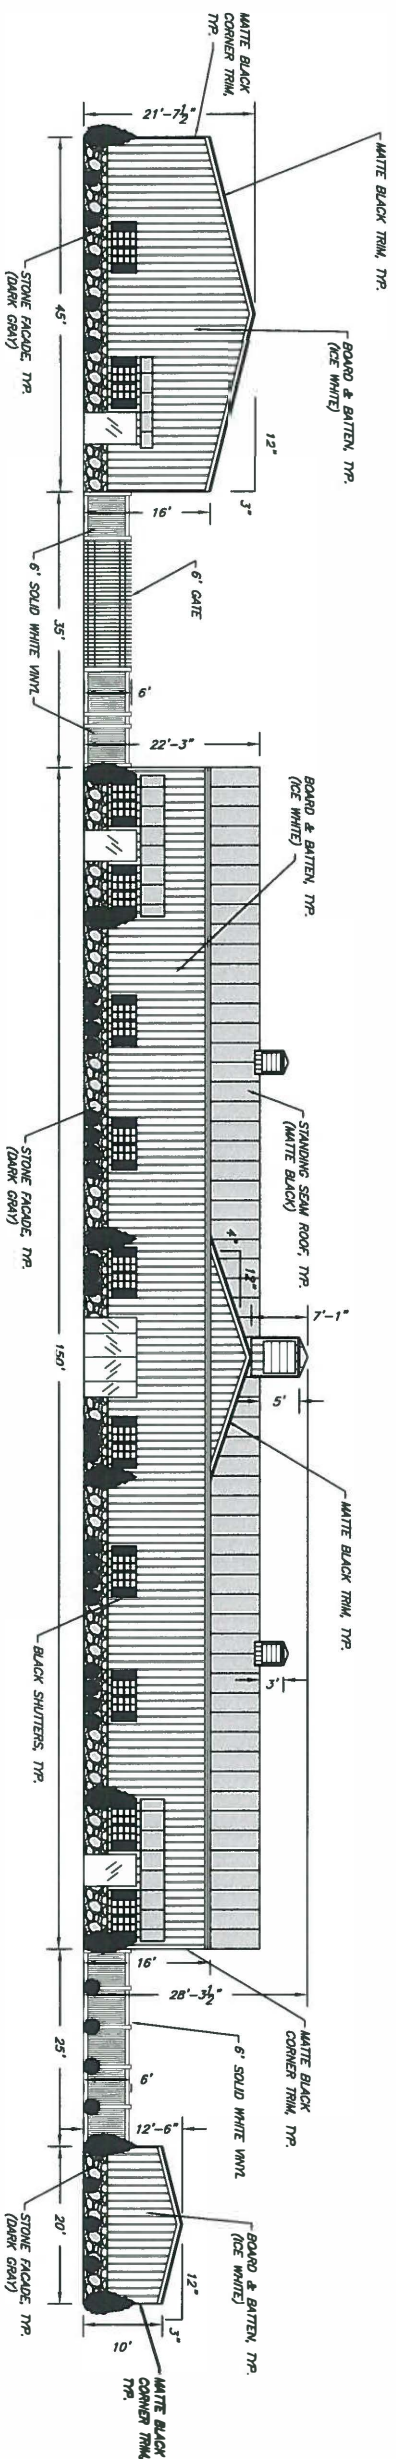 MATTE BLACK
CORNER TRIM,
TYP.
21'-7½"
MATTE BLACK TRIM, TYP.
BOARD & BATTEN, TYP.
(ICE WHITE)
12"
3"
STONE FACADE, TYP.
(DARK GRAY)
45'
16'
6' GATE
6' SOLID WHITE VINYL
35'
6'
22'-3"
BOARD & BATTEN, TYP.
(ICE WHITE)
STANDING SEAM ROOF, TYP.
(MATTE BLACK)
4"
12"
7'-1"
5'
MATTE BLACK TRIM, TYP.
3'
STONE FACADE, TYP.
(DARK GRAY)
150'
BLACK SHUTTERS, TYP.
16'
28'-3½"
MATTE BLACK
CORNER TRIM, TYP.
6' SOLID WHITE VINYL
25'
6'
12'-6"
BOARD & BATTEN, TYP.
(ICE WHITE)
12"
3"
20'
STONE FACADE, TYP.
(DARK GRAY)
10'
MATTE BLACK
CORNER TRIM,
TYP.